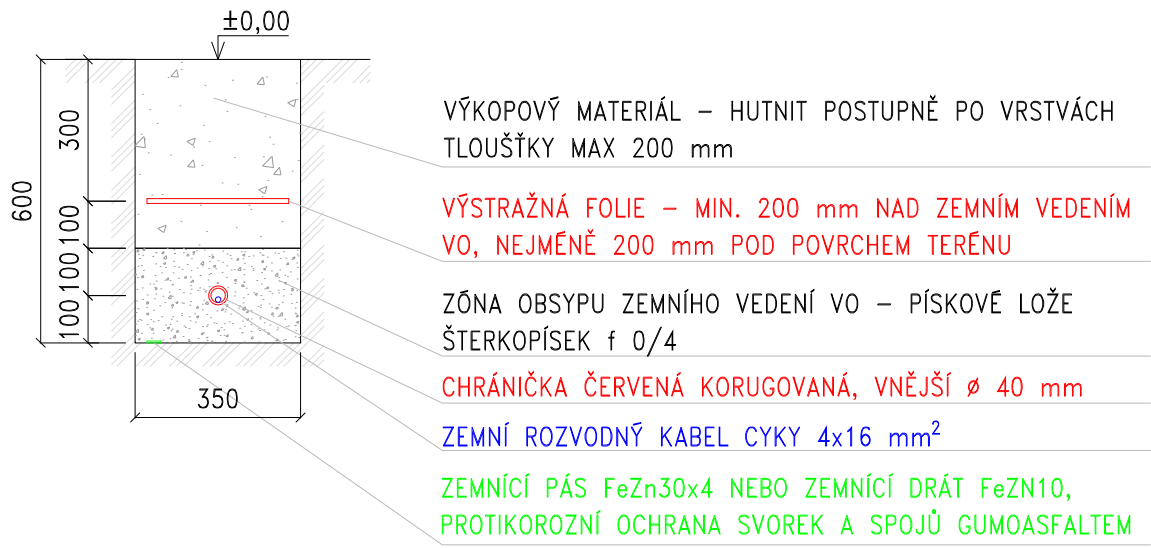 ±0,00
VÝKOPOVÝ MATERIÁL – HUTNIT POSTUPNĚ PO VRSTVÁCH
TLOUŠŤKY MAX 200 mm
300
600
VÝSTRAŽNÁ FOLIE – MIN. 200 mm NAD ZEMNÍM VEDENÍM
VO, NEJMÉNĚ 200 mm POD POVRCHEM TERÉNU
100
100
ZÓNA OBSYPU ZEMNÍHO VEDENÍ VO – PÍSKOVÉ LOŽE
ŠTERKOPÍSEK f 0/4
100
CHRÁNIČKA ČERVENÁ KORUGOVANÁ, VNĚJŠÍ ø 40 mm
350
ZEMNÍ ROZVODNÝ KABEL CYKY 4x16 mm²
ZEMNÍCÍ PÁS FeZn30x4 NEBO ZEMNÍCÍ DRÁT FeZN10,
PROTIKOROZNÍ OCHRANA SVOREK A SPOJŮ GUMOASFALTEM